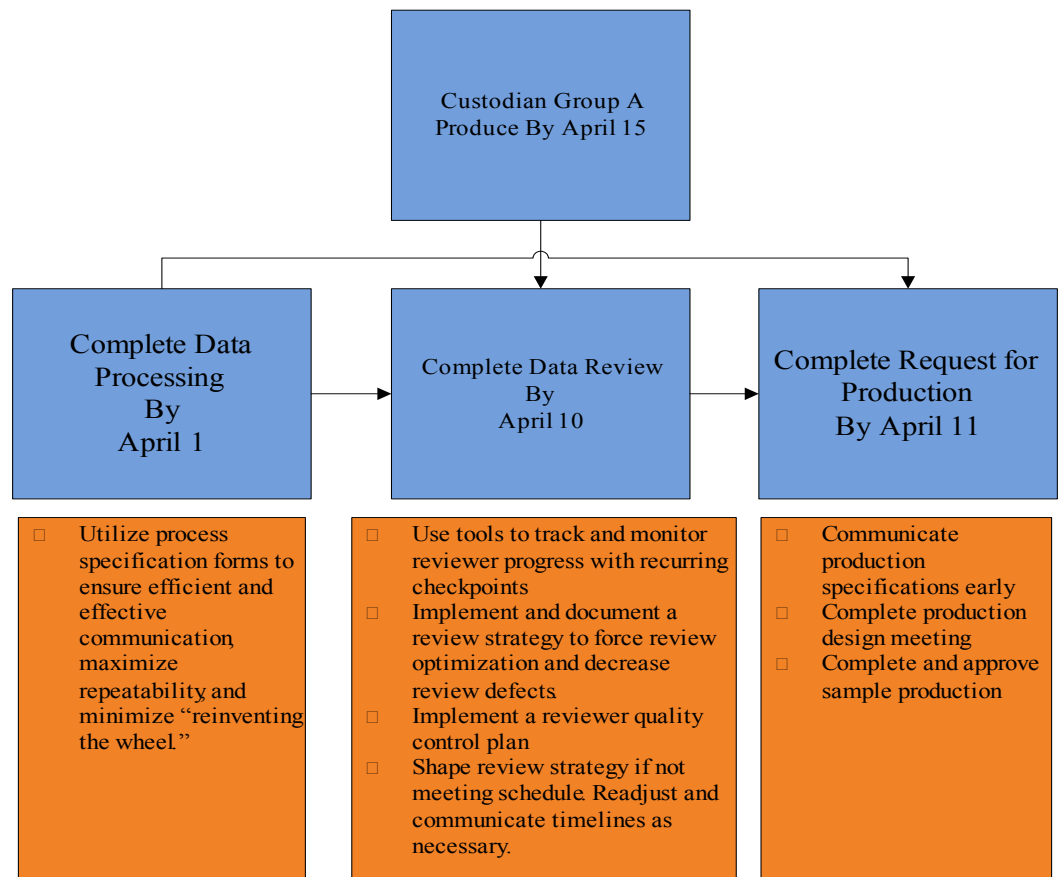 Custodian Group A
Produce By April 15
Complete Data
Processing
By
April 1
Complete Data Review
By
April 10
Complete Request for
Production
By April 11
Utilize process
specification forms to
ensure efficient and
effective
communication,
maximize
repeatability, and
minimize “reinventing
the wheel.”
Use tools to track and monitor
reviewer progress with recurring
checkpoints
Implement and document a
review strategy to force review
optimization and decrease
review defects.
Implement a reviewer quality
control plan
Shape review strategy if not
meeting schedule. Readjust and
communicate timelines as
necessary.
Communicate
production
specifications early
Complete production
design meeting
Complete and approve
sample production